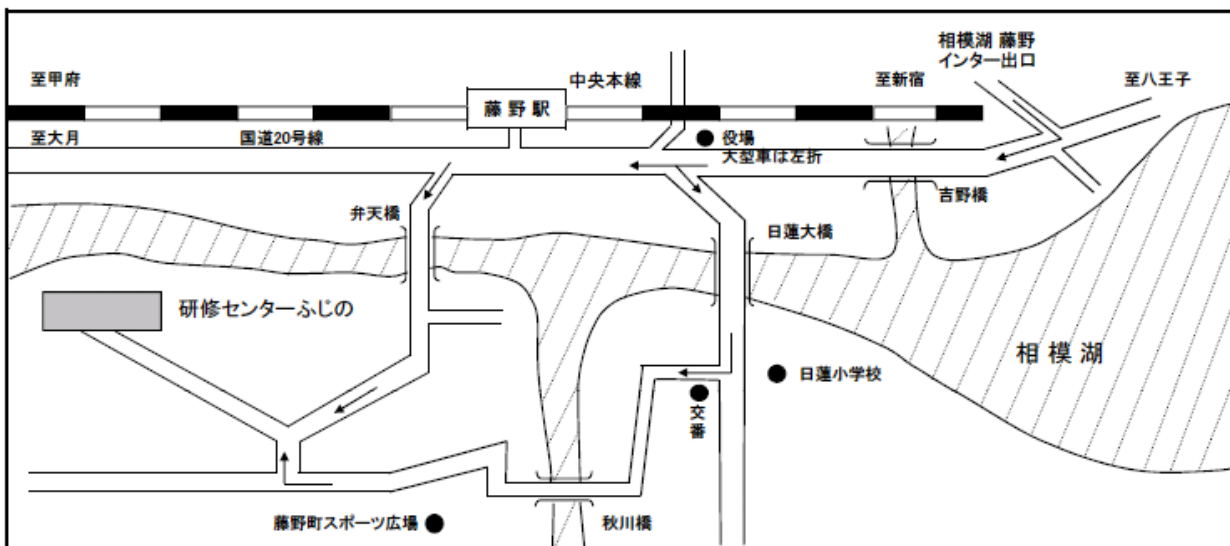 相模湖 藤野
インター出口
至甲府
中央本線
至新宿
至八王子
藤野駅
至大月
国道20号線
役場
大型車は左折
吉野橋
弁天橋
日蓮大橋
研修センターふじの
相模湖
日蓮小学校
交番
藤野町スポーツ広場
秋川橋